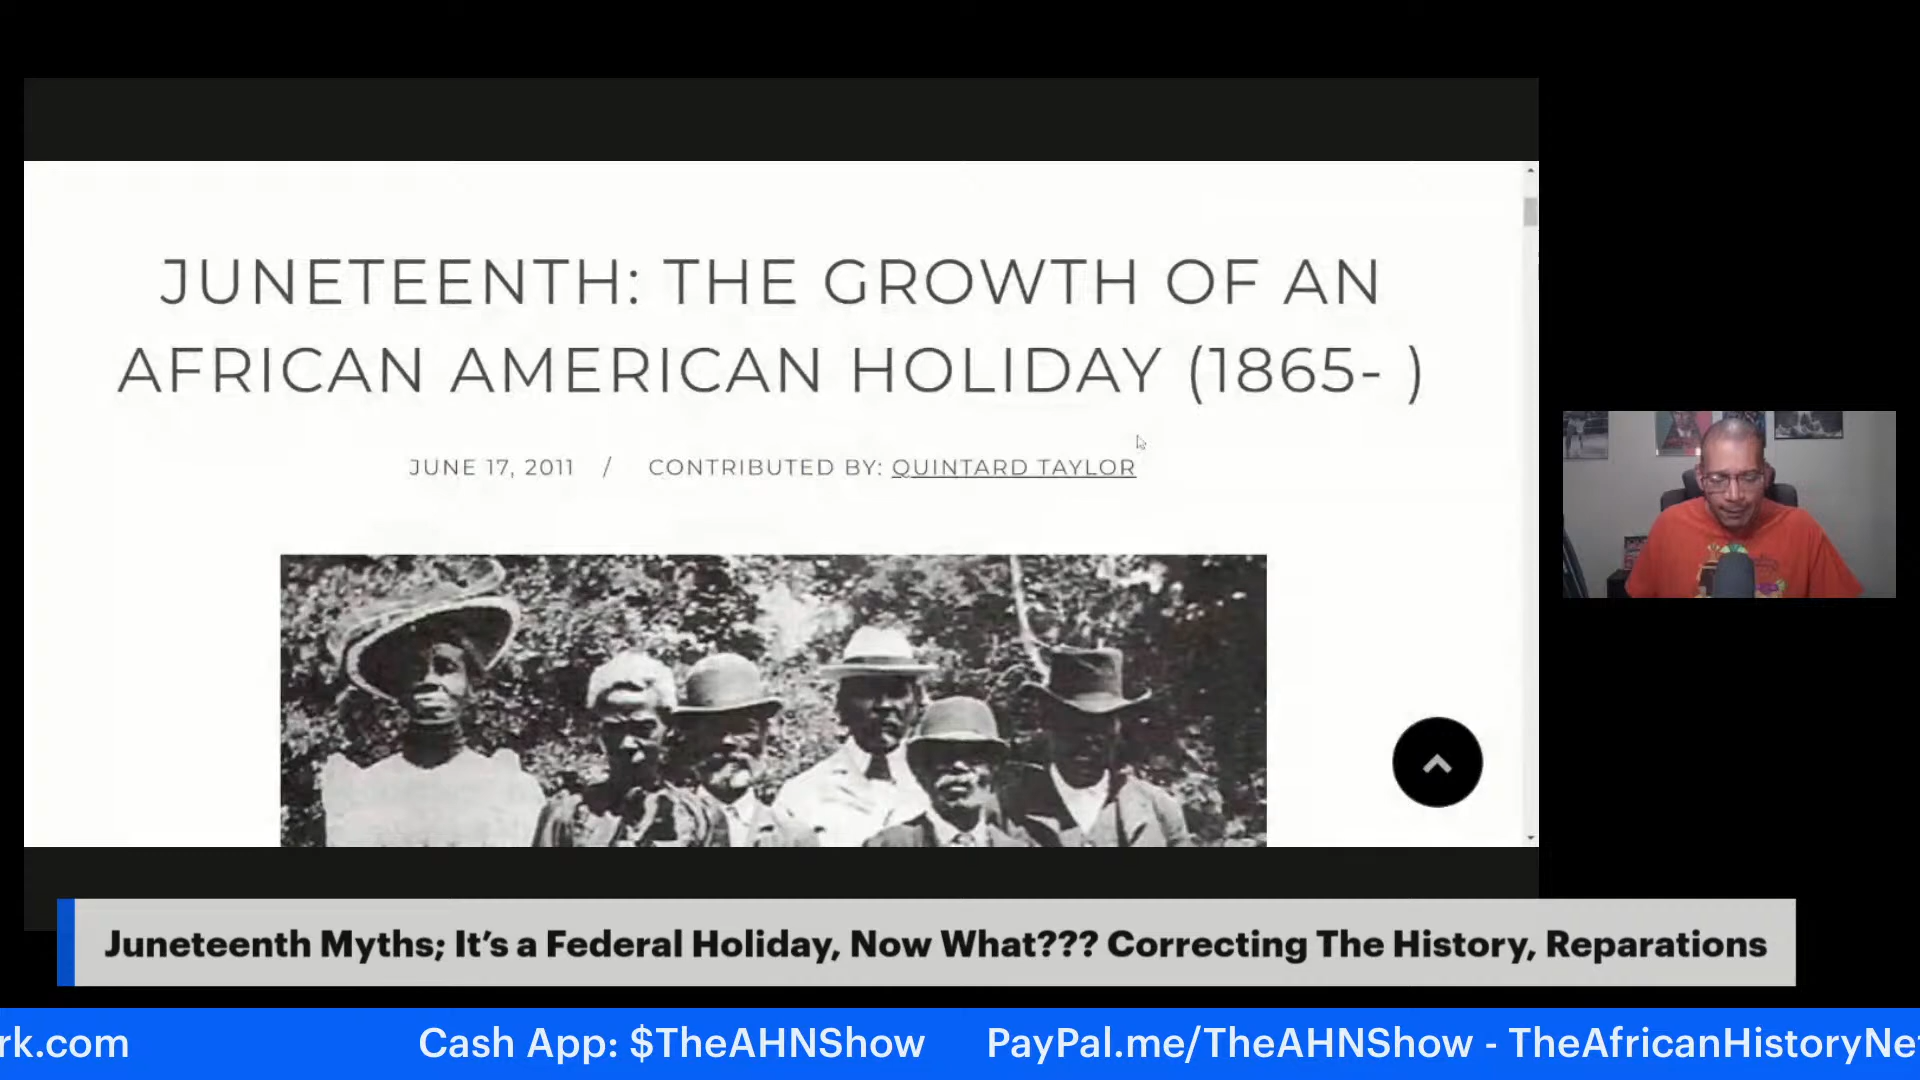 JUNETEENTH: THE GROWTH OF AN
AFRICAN AMERICAN HOLIDAY (1865- )
JUNE 17, 2011 / CONTRIBUTED BY: QUINTARD TAYLOR
Juneteenth Myths; It's a Federal Holiday, Now What??? Correcting The History, Reparations
rk.com Cash App: $TheAHNShow PayPal.me/TheAHNShow - TheAfricanHistoryNe